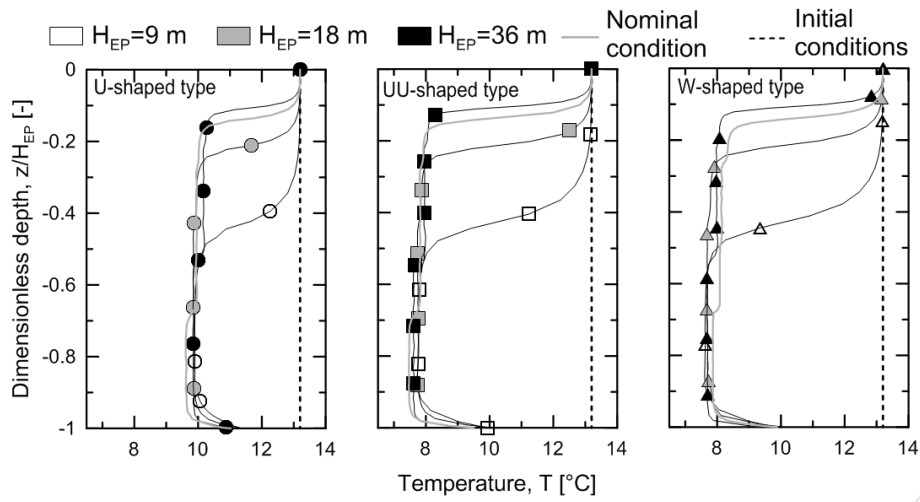 H_EP=9 m H_EP=18 m H_EP=36 m Nominal condition Initial conditions
U-shaped type UU-shaped type W-shaped type
0
-0.2
-0.4
-0.6
-0.8
-1
Dimensionless depth, z/H_EP [-]
8 10 12 14 8 10 12 14 8 10 12 14
Temperature, T [°C]